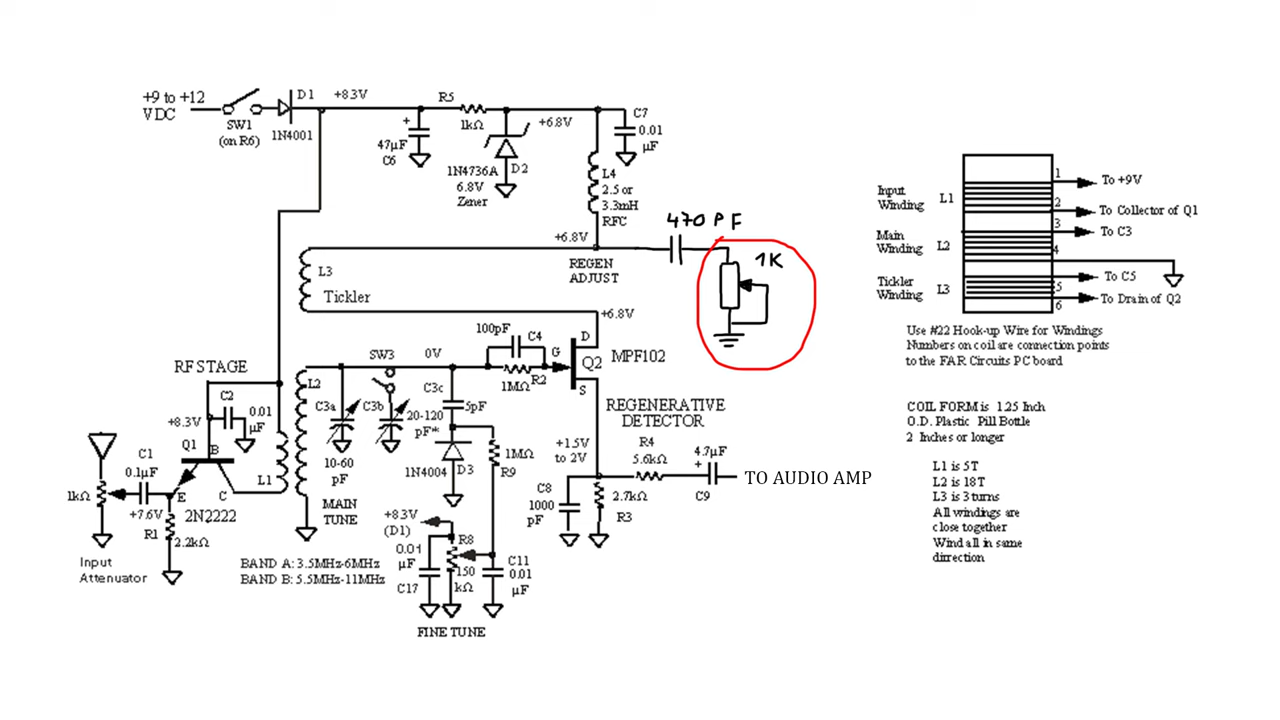 +9 to +12
VDC
SW1
(on R6)
D1
1N4001
+8.3V
+
47µF
C6
R5
1kΩ
+6.8V
1N4736A
6.8V
Zener
D2
C7
0.01
µF
L4
2.5 or
3.3mH
RFC
+6.8V
REGEN
ADJUST
470 PF
1K
L3
Tickler
+6.8V
RF STAGE
C2
0.01
µF
+8.3V
Q1
B
C1
0.1µF
1kΩ
E
C
+7.6V
R1
2.2kΩ
2N2222
Input
Attenuator
L1
L2
MAIN
TUNE
C3a
10-60
pF
SW3
C3b
20-120
pF*
0V
C3c
5pF
100pF
C4
1MΩ
R2
G
D
Q2
S
MPF102
REGENERATIVE
DETECTOR
1N4004
D3
1MΩ
R9
+1.5V
to 2V
R4
5.6kΩ
4.7µF
+
C9
TO AUDIO AMP
C8
1000
pF
2.7kΩ
R3
+8.3V
(D1)
0.01
µF
C17
R8
150
kΩ
C11
0.01
µF
FINE TUNE
BAND A: 3.5MHz-6MHz
BAND B: 5.5MHz-11MHz
Input
Winding
L1
Main
Winding
L2
Tickler
Winding
L3
1
To +9V
2
To Collector of Q1
3
To C3
4
To C5
5
To Drain of Q2
6
Use #22 Hook-up Wire for Windings
Numbers on coil are connection points
to the FAR Circuits PC board
COIL FORM is 1.25 Inch
O.D. Plastic Pill Bottle
2 Inches or longer
L1 is 5T
L2 is 18T
L3 is 3 turns
All windings are
close together
Wind all in same
dirrection